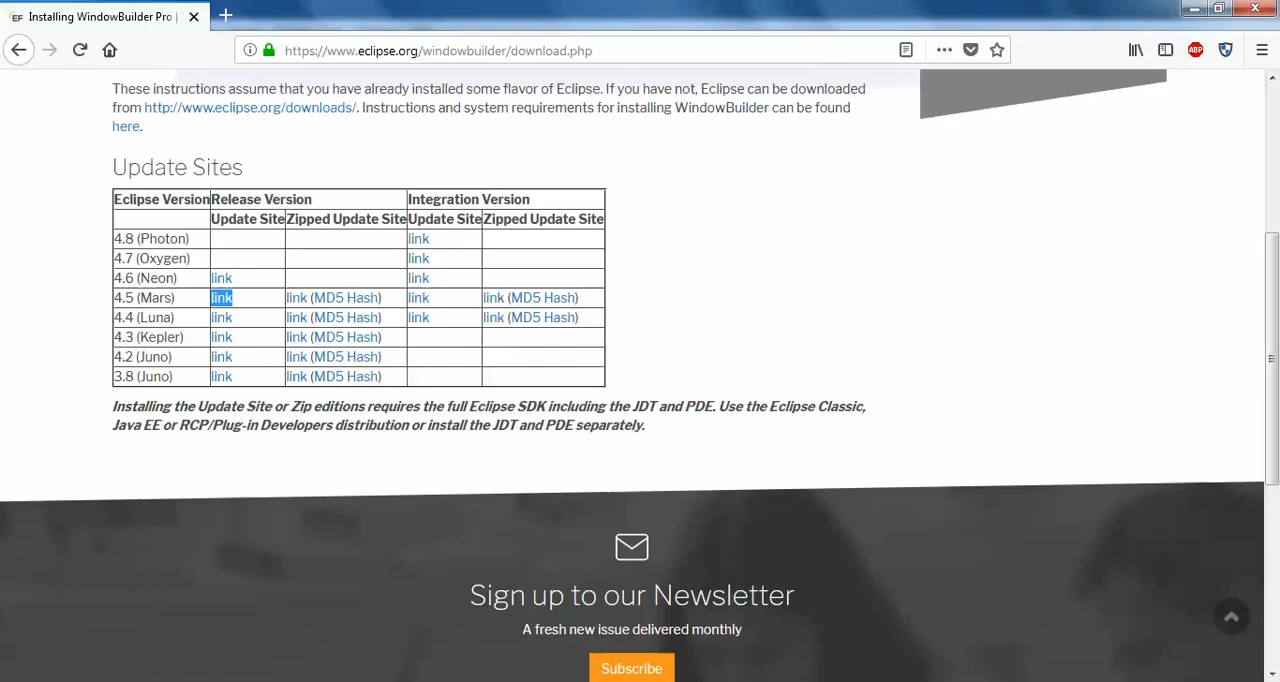 Installing WindowBuilder Pro |
https://www.eclipse.org/windowbuilder/download.php
ABP
These instructions assume that you have already installed some flavor of Eclipse. If you have not, Eclipse can be downloaded
from http://www.eclipse.org/downloads/. Instructions and system requirements for installing WindowBuilder can be found
here.
Update Sites
Eclipse Version Release Version Integration Version
Update Site Zipped Update Site Update Site Zipped Update Site
4.8 (Photon) link
4.7 (Oxygen) link
4.6 (Neon) link link
4.5 (Mars) link link (MD5 Hash) link link (MD5 Hash)
4.4 (Luna) link link (MD5 Hash) link link (MD5 Hash)
4.3 (Kepler) link link (MD5 Hash)
4.2 (Juno) link link (MD5 Hash)
3.8 (Juno) link link (MD5 Hash)
Installing the Update Site or Zip editions requires the full Eclipse SDK including the JDT and PDE. Use the Eclipse Classic,
Java EE or RCP/Plug-in Developers distribution or install the JDT and PDE separately.
Sign up to our Newsletter
A fresh new issue delivered monthly
Subscribe